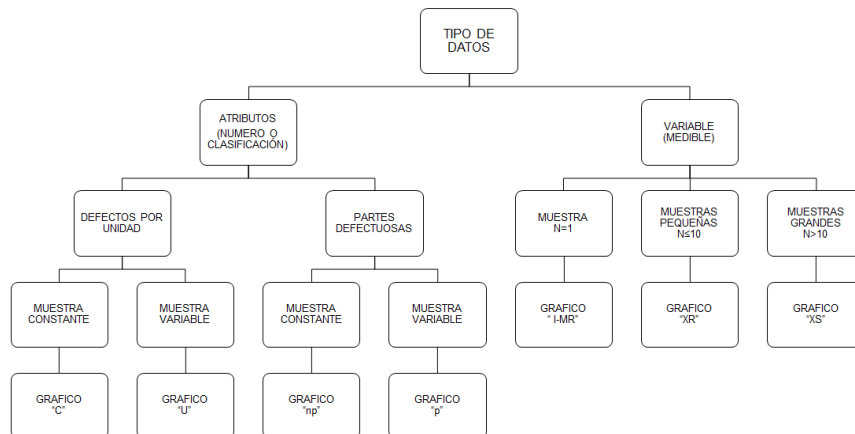 TIPO DE
DATOS
ATRIBUTOS
(NUMERO O
CLASIFICACIÓN)
VARIABLE
(MEDIBLE)
DEFECTOS POR
UNIDAD
PARTES
DEFECTUOSAS
MUESTRA
N=1
MUESTRAS
PEQUEÑAS
N≤10
MUESTRAS
GRANDES
N>10
MUESTRA
CONSTANTE
MUESTRA
VARIABLE
MUESTRA
CONSTANTE
MUESTRA
VARIABLE
GRAFICO
“ I-MR”
GRAFICO
“XR”
GRAFICO
“XS”
GRAFICO
“C”
GRAFICO
“U”
GRAFICO
“np”
GRAFICO
“p”